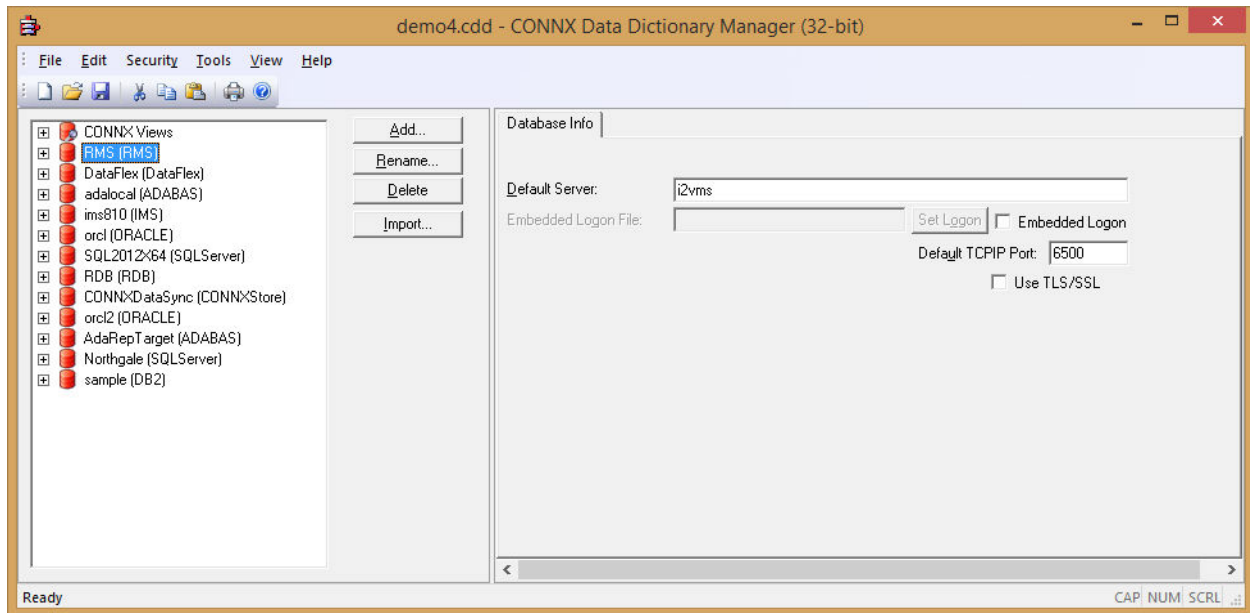 demo4.cdd - CONNX Data Dictionary Manager (32-bit)
File Edit Security Tools View Help
CONNX Views
RMS (RMS)
DataFlex (DataFlex)
adalocal (ADABAS)
ims810 (IMS)
orcl (ORACLE)
SQL2012X64 (SQLServer)
RDB (RDB)
CONNXDataSync (CONNXStore)
orcl2 (ORACLE)
AdaRepTarget (ADABAS)
Northgale (SQLServer)
sample (DB2)
Add...
Rename...
Delete
Import...
Database Info
Default Server: i2vms
Embedded Logon File: Set Logon Embedded Logon
Default TCPIP Port: 6500
Use TLS/SSL
Ready CAP NUM SCRL